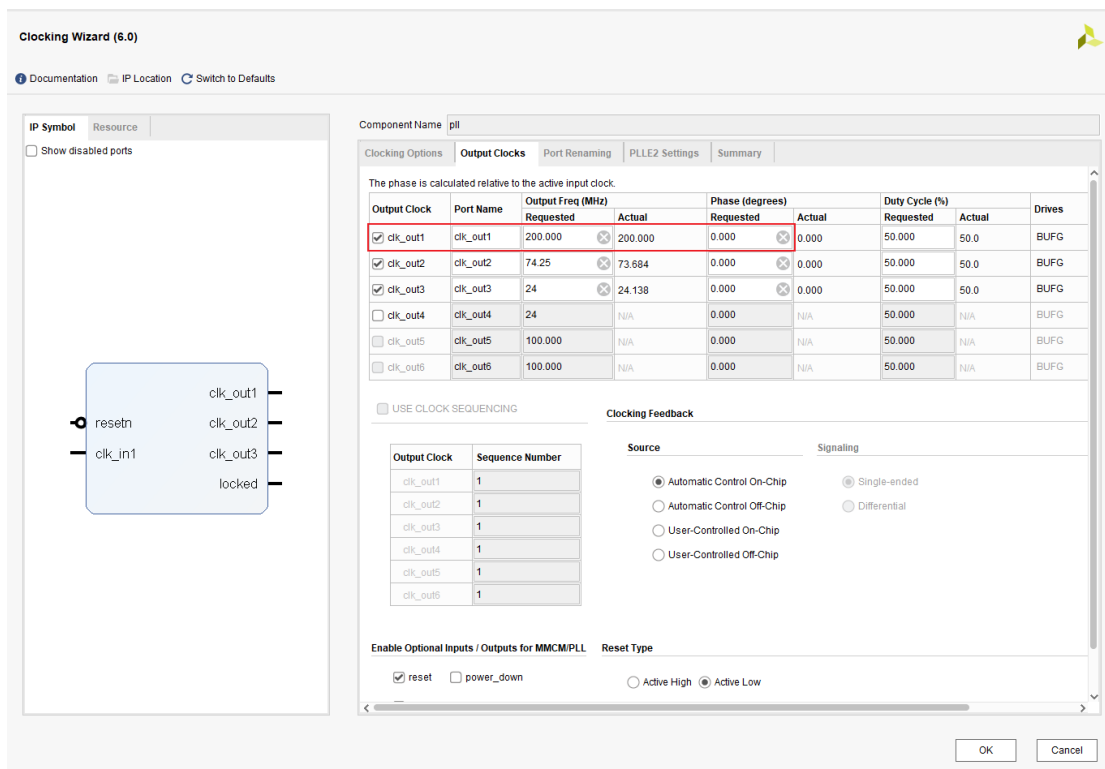 Clocking Wizard (6.0)
Documentation IP Location Switch to Defaults
IP Symbol Resource
Show disabled ports
resetn
clk_in1
clk_out1
clk_out2
clk_out3
locked
Component Name pll
Clocking Options Output Clocks Port Renaming PLLE2 Settings Summary
The phase is calculated relative to the active input clock.
Output Clock Port Name Output Freq (MHz) Phase (degrees) Duty Cycle (%) Drives
Requested Actual Requested Actual Requested Actual
clk_out1 clk_out1 200.000 200.000 0.000 0.000 50.000 50.0 BUFG
clk_out2 clk_out2 74.25 73.684 0.000 0.000 50.000 50.0 BUFG
clk_out3 clk_out3 24 24.138 0.000 0.000 50.000 50.0 BUFG
clk_out4 clk_out4 24 N/A 0.000 N/A 50.000 N/A BUFG
clk_out5 clk_out5 100.000 N/A 0.000 N/A 50.000 N/A BUFG
clk_out6 clk_out6 100.000 N/A 0.000 N/A 50.000 N/A BUFG
USE CLOCK SEQUENCING
Output Clock Sequence Number
clk_out1 1
clk_out2 1
clk_out3 1
clk_out4 1
clk_out5 1
clk_out6 1
Clocking Feedback
Source Signaling
Automatic Control On-Chip Single-ended
Automatic Control Off-Chip Differential
User-Controlled On-Chip
User-Controlled Off-Chip
Enable Optional Inputs / Outputs for MMCM/PLL Reset Type
reset power_down Active High Active Low
OK Cancel